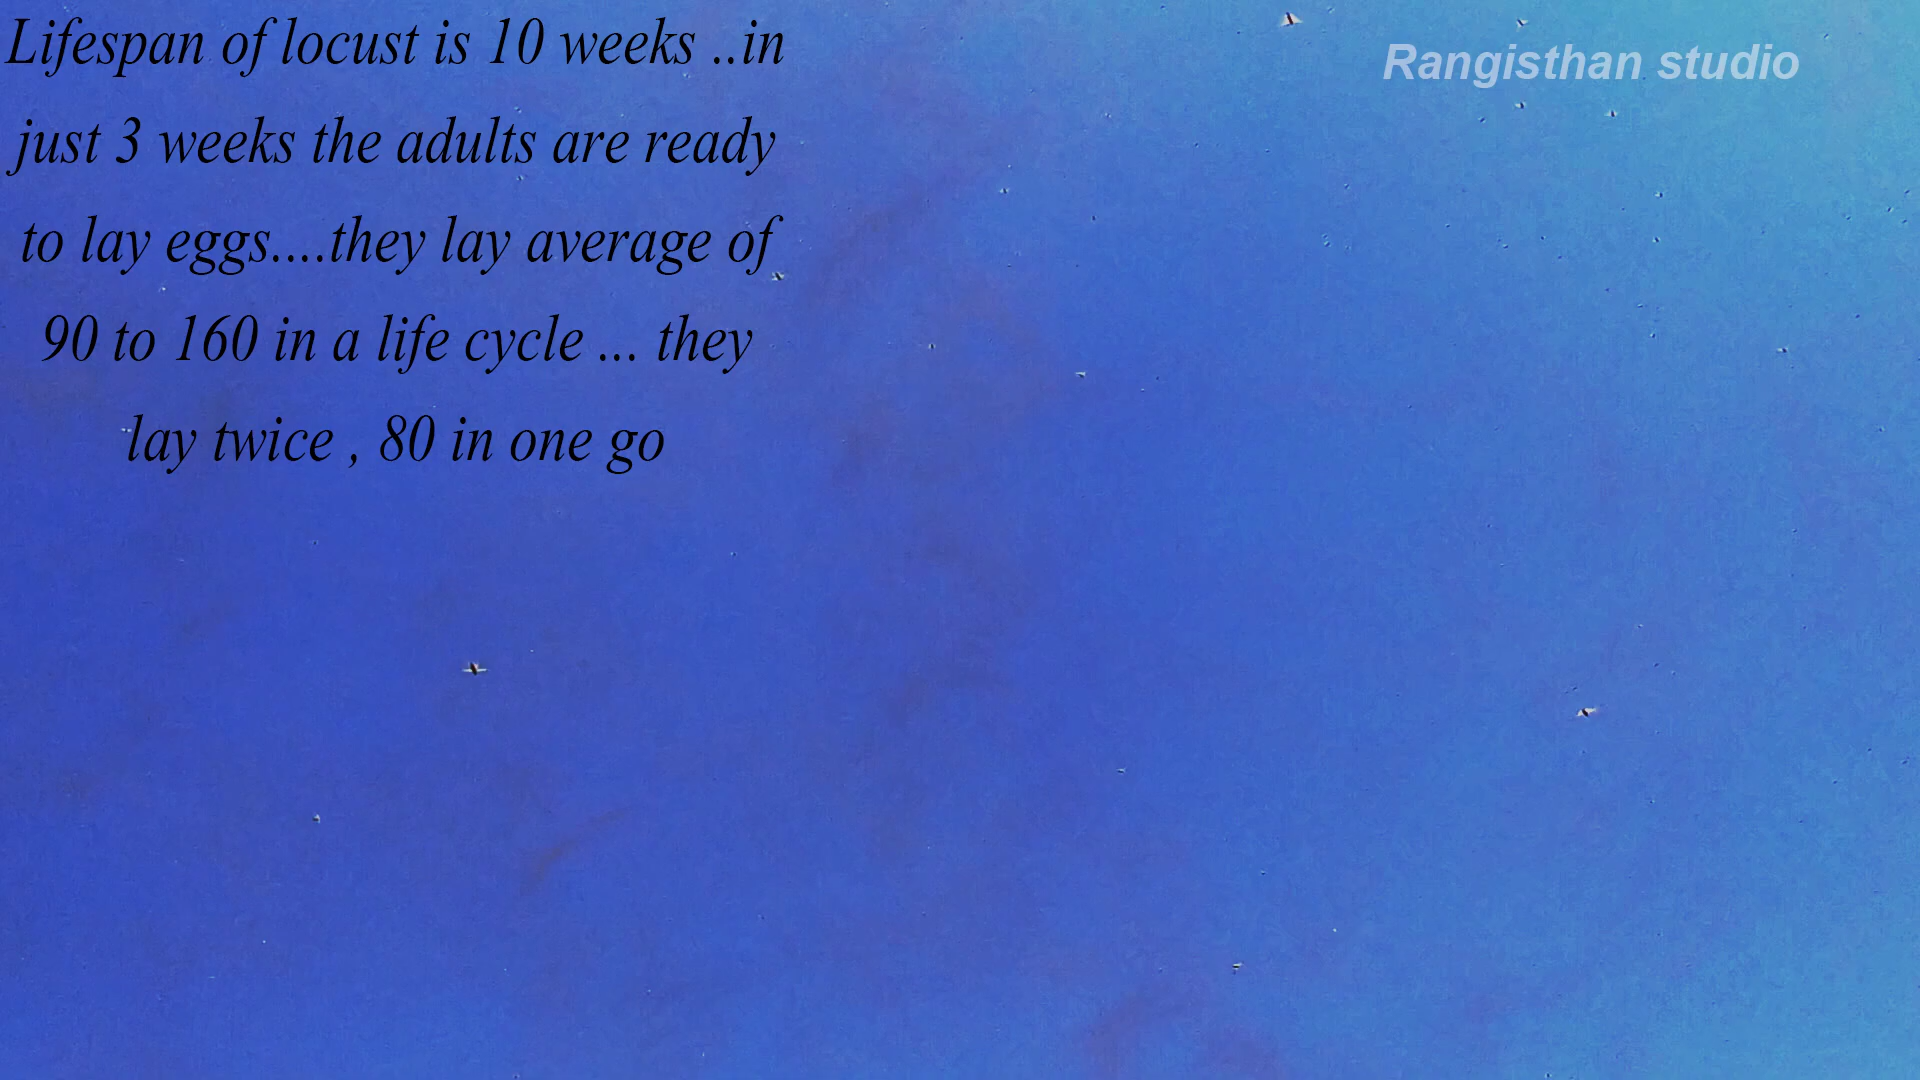 Lifespan of locust is 10 weeks ..in
just 3 weeks the adults are ready
to lay eggs....they lay average of
90 to 160 in a life cycle ... they
lay twice , 80 in one go
Rangisthan studio